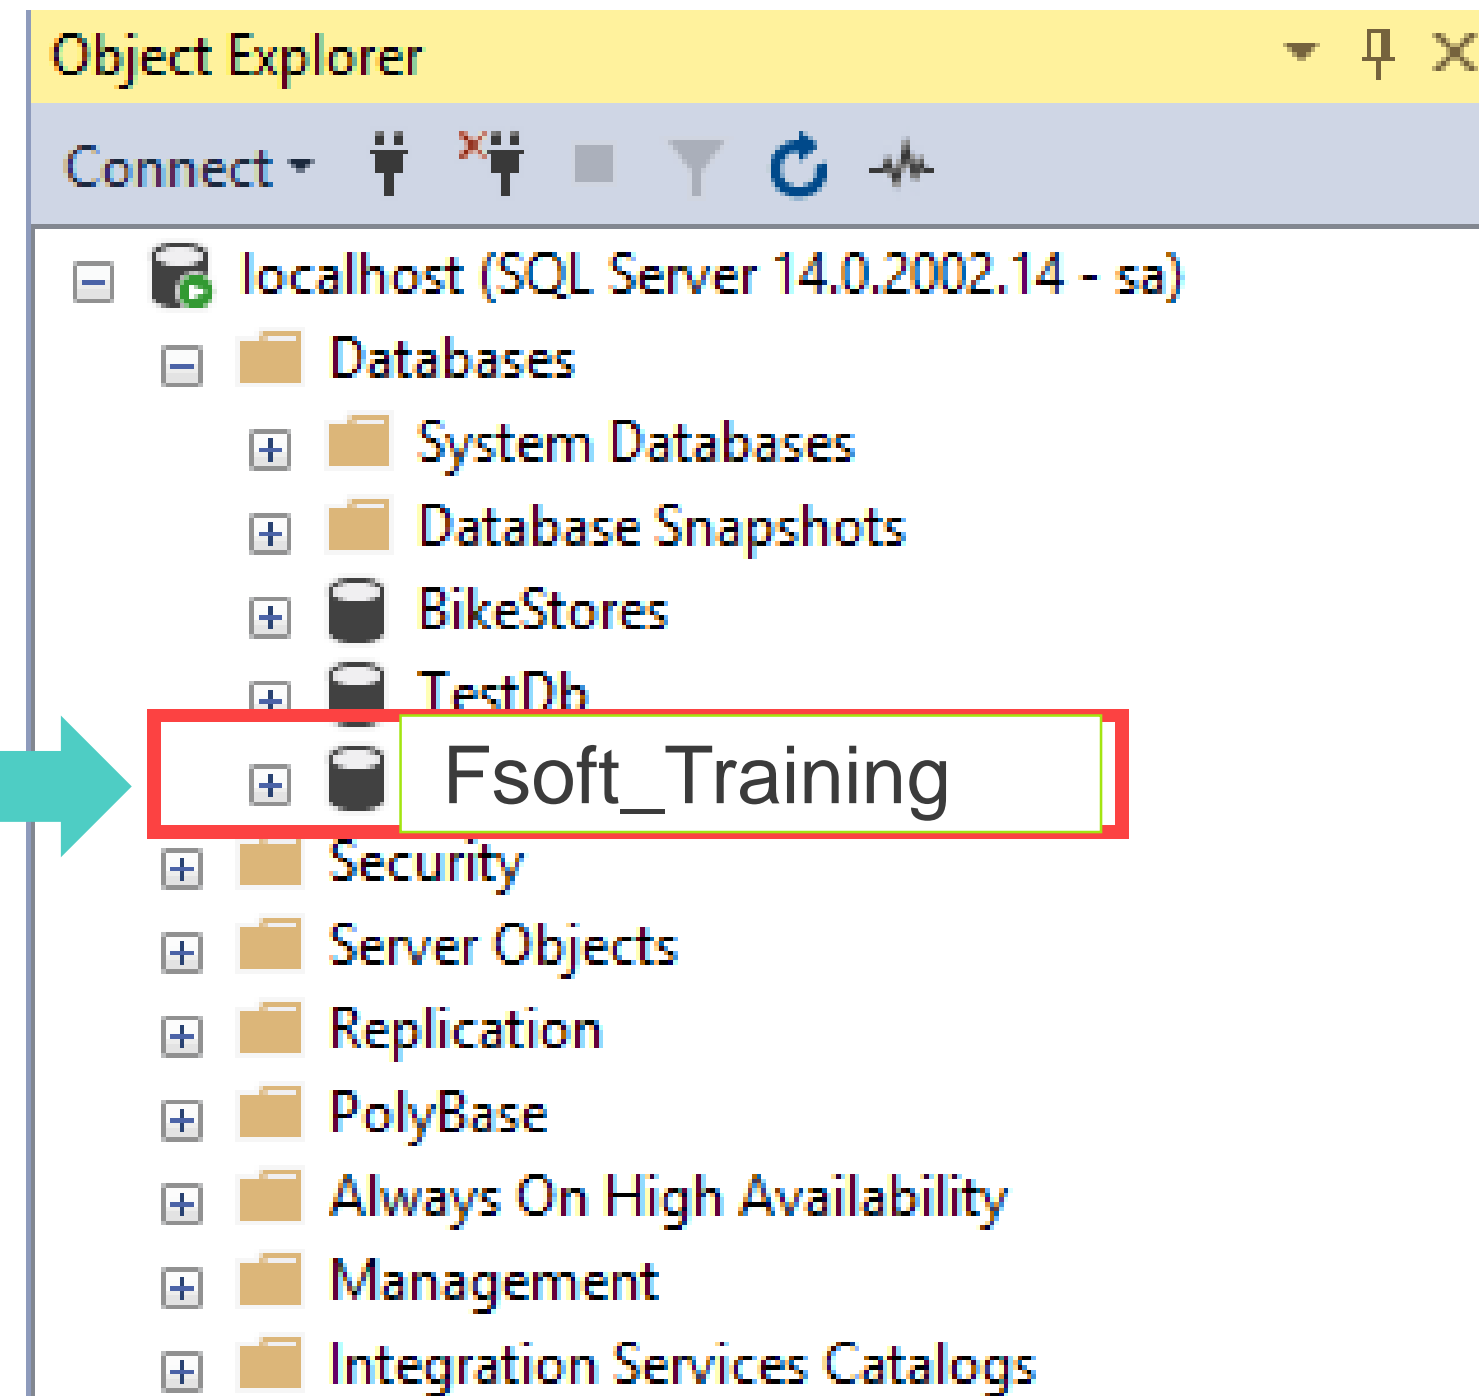 Object Explorer
Connect
localhost (SQL Server 14.0.2002.14 - sa)
Databases
System Databases
Database Snapshots
BikeStores
TestDb
Fsoft_Training
Security
Server Objects
Replication
PolyBase
Always On High Availability
Management
Integration Services Catalogs